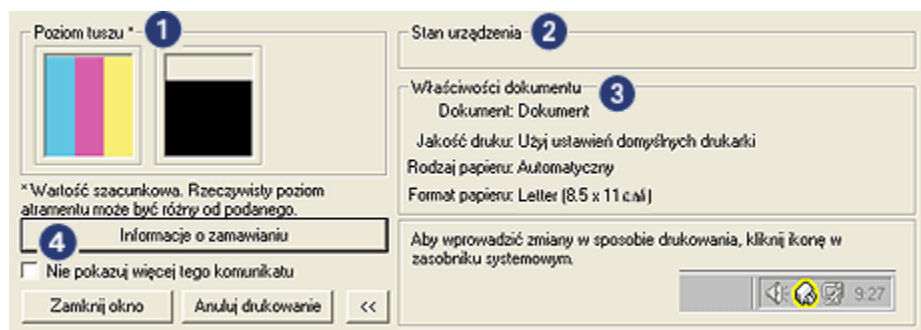 Poziom tuszu * 1
Stan urządzenia 2
Właściwości dokumentu 3
Dokument: Dokument
Jakość druku: Użyj ustawień domyślnych drukarki
Rodzaj papieru: Automatyczny
Format papieru: Letter (8.5 x 11 cali)
* Wartość szacunkowa. Rzeczywisty poziom
atramentu może być różny od podanego.
4
Informacje o zamawianiu
Nie pokazuj więcej tego komunikatu
Zamknij okno
Anuluj drukowanie
<<
Aby wprowadzić zmiany w sposobie drukowania, kliknij ikonę w
zasobniku systemowym.
9:27